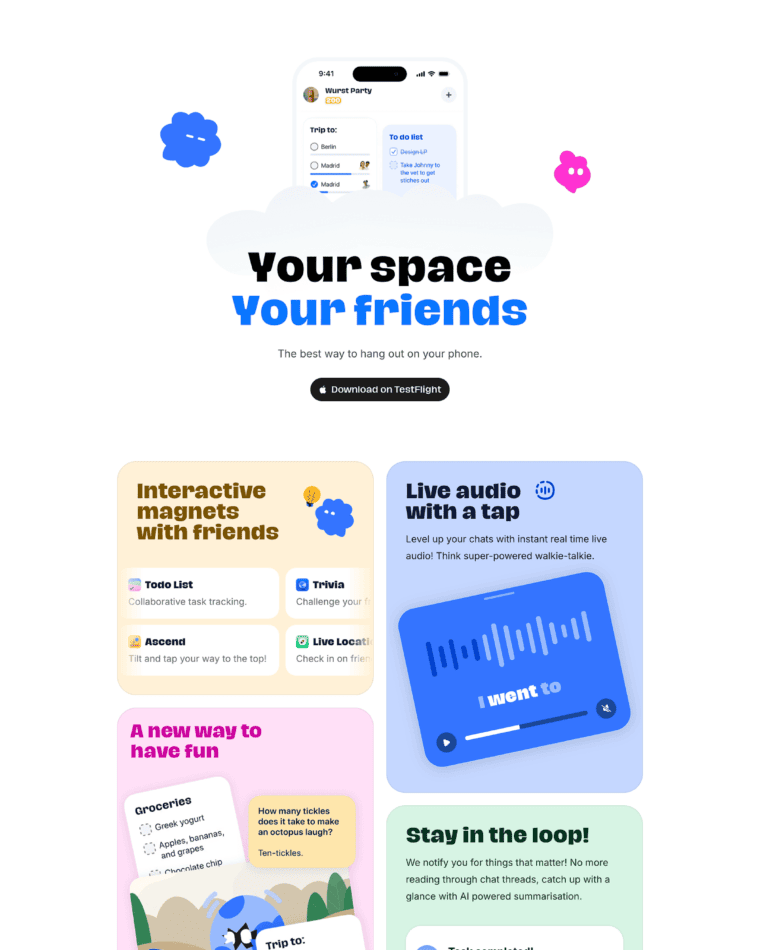 9:41
Wurst Party
Trip to:
Berlin
Madrid
Madrid
To do list
Design LP
Take Johnny to
the vet to get
stiches out
Your space
Your friends
The best way to hang out on your phone.
Download on TestFlight
Interactive
magnets
with friends
Todo List
Collaborative task tracking.
Trivia
Challenge your f
Ascend
Tilt and tap your way to the top!
Live Locati
Check in on frien
Live audio
with a tap
Level up your chats with instant real time live
audio! Think super-powered walkie-talkie.
I went to
A new way to
have fun
Groceries
Greek yogurt
Apples, bananas,
and grapes
Chocolate chip
How many tickles
does it take to make
an octopus laugh?
Ten-tickles.
Trip to:
Stay in the loop!
We notify you for things that matter! No more
reading through chat threads, catch up with a
glance with AI powered summarisation.
Task completed!